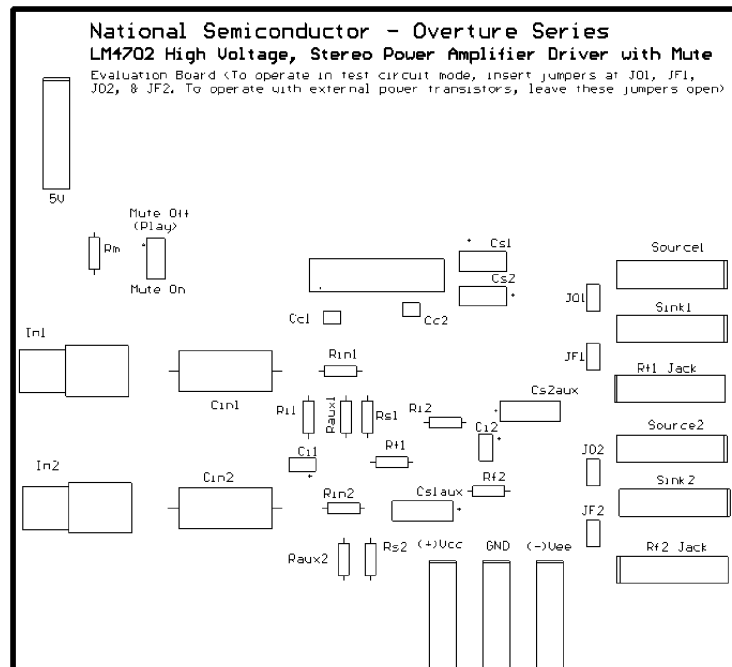 National Semiconductor - Overture Series
LM4702 High Voltage, Stereo Power Amplifier Driver with Mute
Evaluation Board (To operate in test circuit mode, insert jumpers at JO1, JF1,
JO2, & JF2. To operate with external power transistors, leave these jumpers open)
5V
Mute Off
(Play)
Rm
Mute On
Cs1
Cs2
Source1
JO1
Sink1
Cc1
Cc2
In1
Rin1
JF1
Rf1 Jack
Cin1
Cs2aux
Ri1
Raux1
Rs1
Ri2
Ci2
Source2
Ci1
Rf1
JO2
In2
Cin2
Rin2
Cs1aux
Rf2
Sink2
JF2
Raux2
Rs2
(+)Vcc
GND
(-)Vee
Rf2 Jack